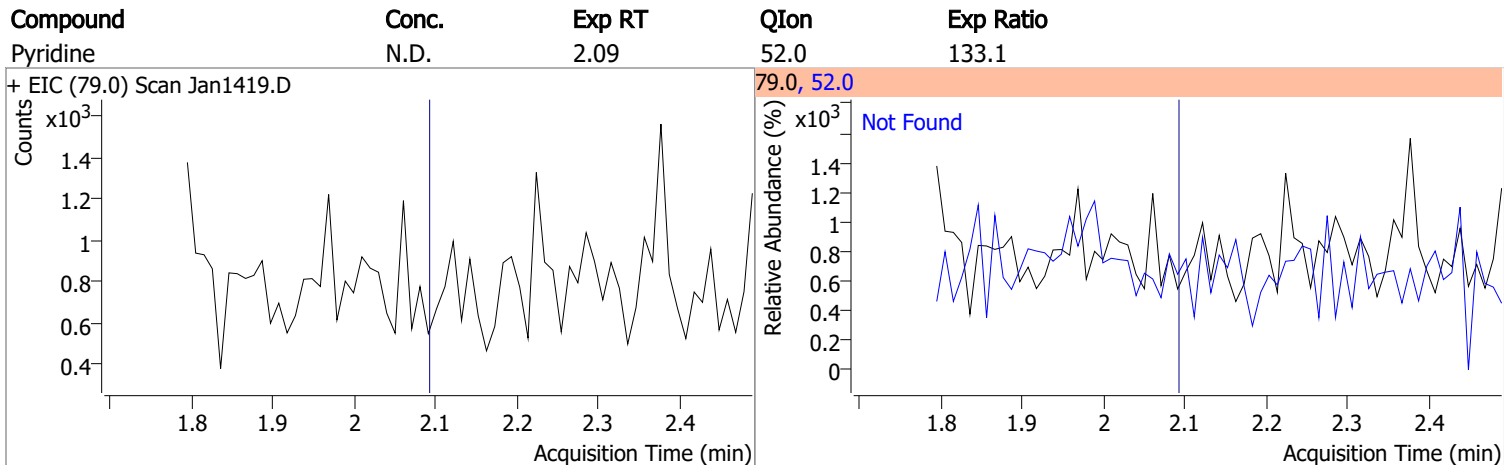 Compound Conc. Exp RT QIon Exp Ratio
Pyridine N.D. 2.09 52.0 133.1
+ EIC (79.0) Scan Jan1419.D
Counts
x10³
1.4
1.2
1
0.8
0.6
0.4
1.8 1.9 2 2.1 2.2 2.3 2.4
Acquisition Time (min)
79.0, 52.0
Relative Abundance (%)
x10³
Not Found
1.4
1.2
1
0.8
0.6
0.4
0.2
0
1.8 1.9 2 2.1 2.2 2.3 2.4
Acquisition Time (min)